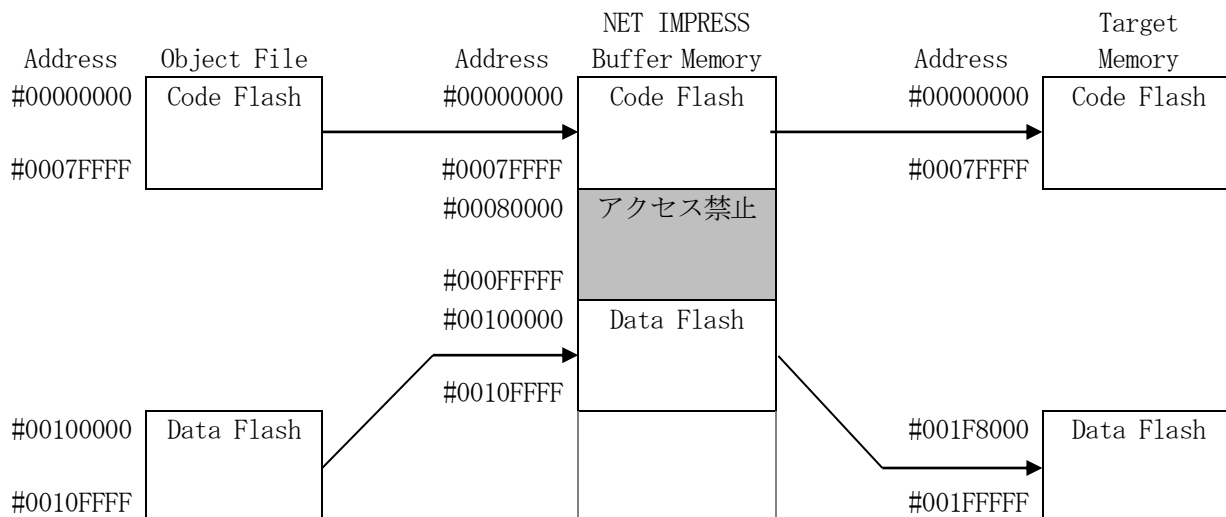 NET IMPRESS Target
Address Object File Address Buffer Memory Address Memory
#00000000 Code Flash #00000000 Code Flash #00000000 Code Flash
#0007FFFF #0007FFFF #0007FFFF
#00080000 アクセス禁止
#000FFFFF
#00100000 Data Flash
#0010FFFF
#00100000 Data Flash #001F8000 Data Flash
#0010FFFF #001FFFFF